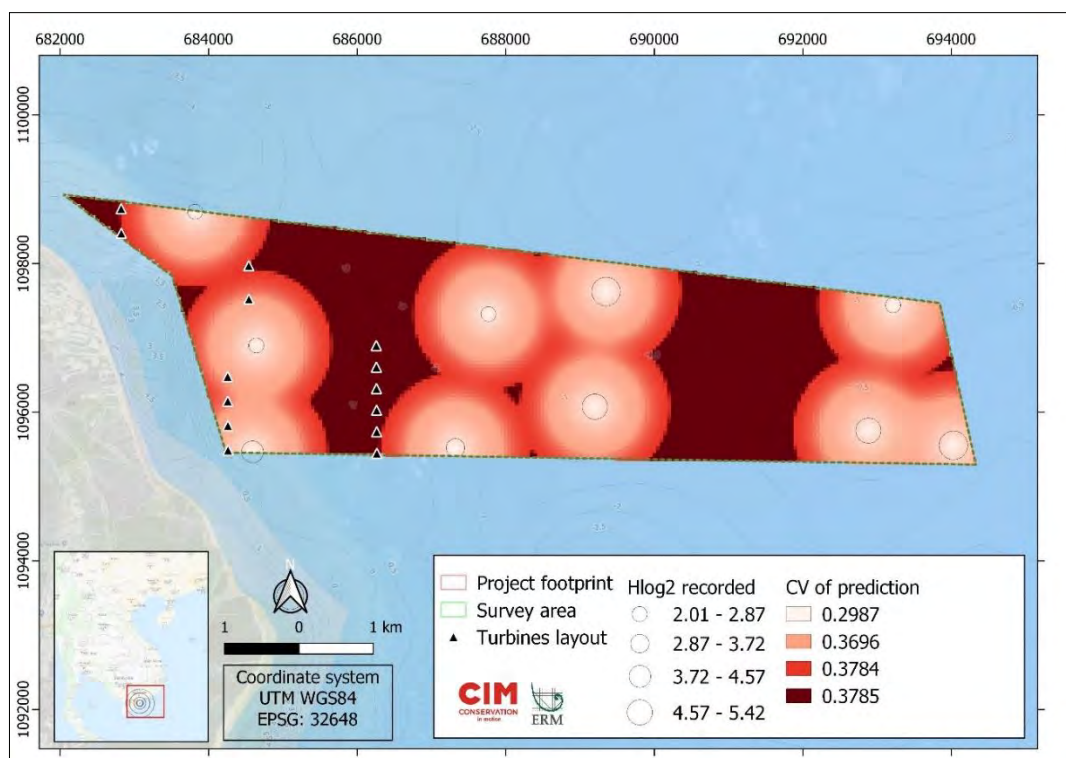 682000 684000 686000 688000 690000 692000 694000
1100000
1098000
1096000
1094000
1092000
N
1 0 1 km
Coordinate system
UTM WGS84
EPSG: 32648
Project footprint
Survey area
Turbines layout
CIM
CONSERVATION
in motion
ERM
Hlog2 recorded
2.01 - 2.87
2.87 - 3.72
3.72 - 4.57
4.57 - 5.42
CV of prediction
0.2987
0.3696
0.3784
0.3785